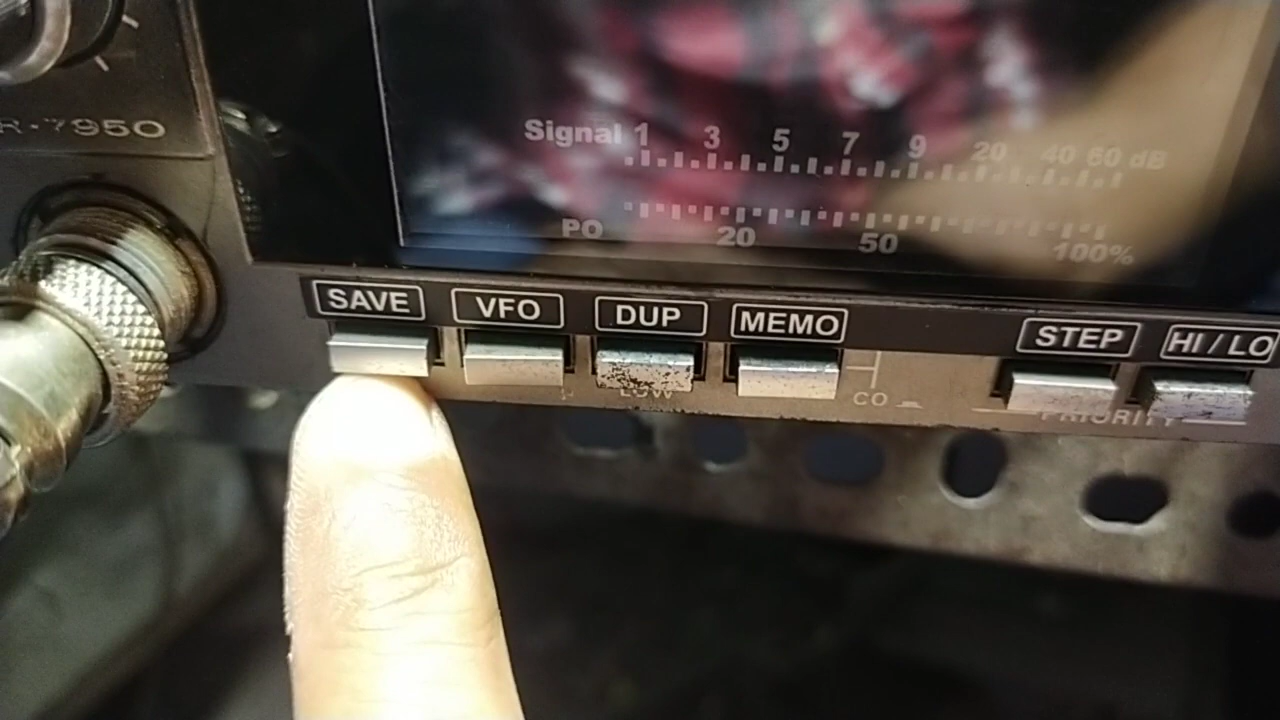 R-7950
Signal 1 3 5 7 9 20 40 60 dB
PO 20 50 100%
SAVE VFO DUP MEMO STEP HI / LO
LOW CO PRIORITY